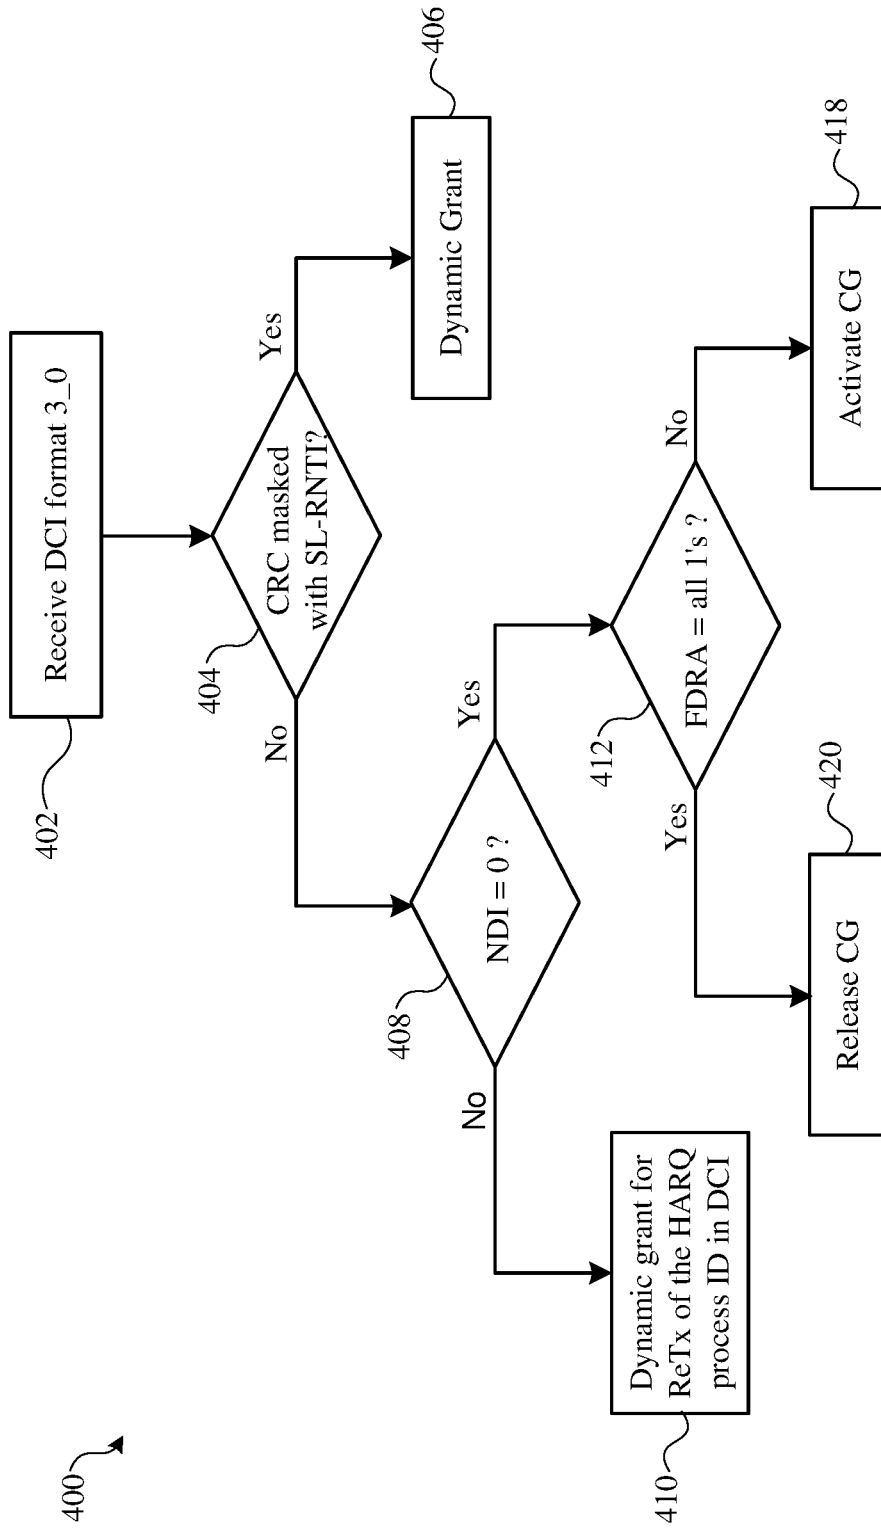 400
402
Receive DCI format 3_0
404
CRC masked
with SL-RNTI?
Yes
No
406
Dynamic Grant
408
NDI = 0 ?
No
Yes
410
Dynamic grant for
ReTx of the HARQ
process ID in DCI
412
FDRA = all 1's ?
Yes
No
420
Release CG
418
Activate CG